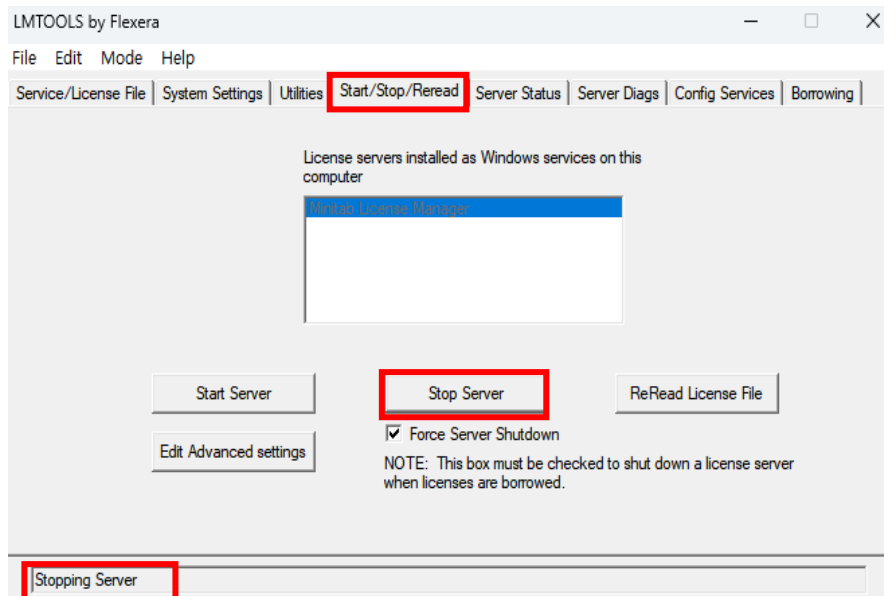 LMTOOLS by Flexera
File Edit Mode Help
Service/License File System Settings Utilities Start/Stop/Reread Server Status Server Diags Config Services Borrowing
License servers installed as Windows services on this
computer
Minitab License Manager
Start Server Stop Server ReRead License File
Force Server Shutdown
Edit Advanced settings
NOTE: This box must be checked to shut down a license server
when licenses are borrowed.
Stopping Server